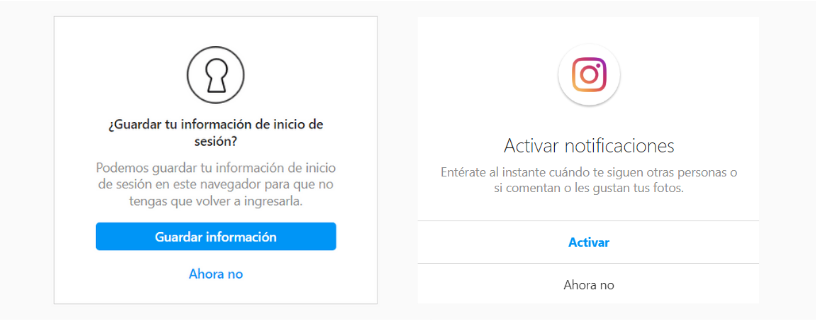 ¿Guardar tu información de inicio de
sesión?
Podemos guardar tu información de inicio
de sesión en este navegador para que no
tengas que volver a ingresarla.
Guardar información
Ahora no
Activar notificaciones
Entérate al instante cuándo te siguen otras personas o
si comentan o les gustan tus fotos.
Activar
Ahora no